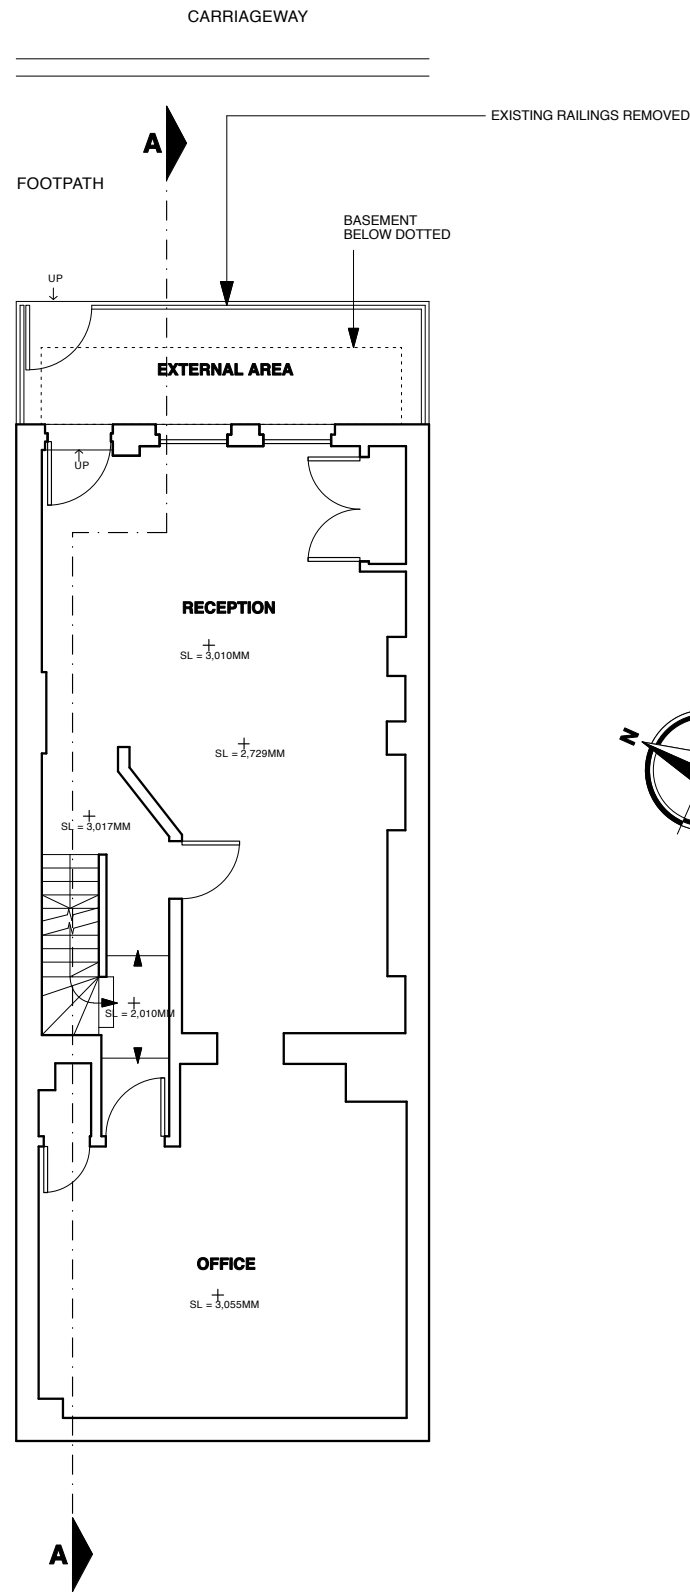 CARRIAGEWAY
EXISTING RAILINGS REMOVED
A
FOOTPATH
BASEMENT
BELOW DOTTED
UP
EXTERNAL AREA
UP
RECEPTION
SL = 3,010MM
N
SL = 2,729MM
SL = 3,017MM
SL = 2,010MM
OFFICE
SL = 3,055MM
A